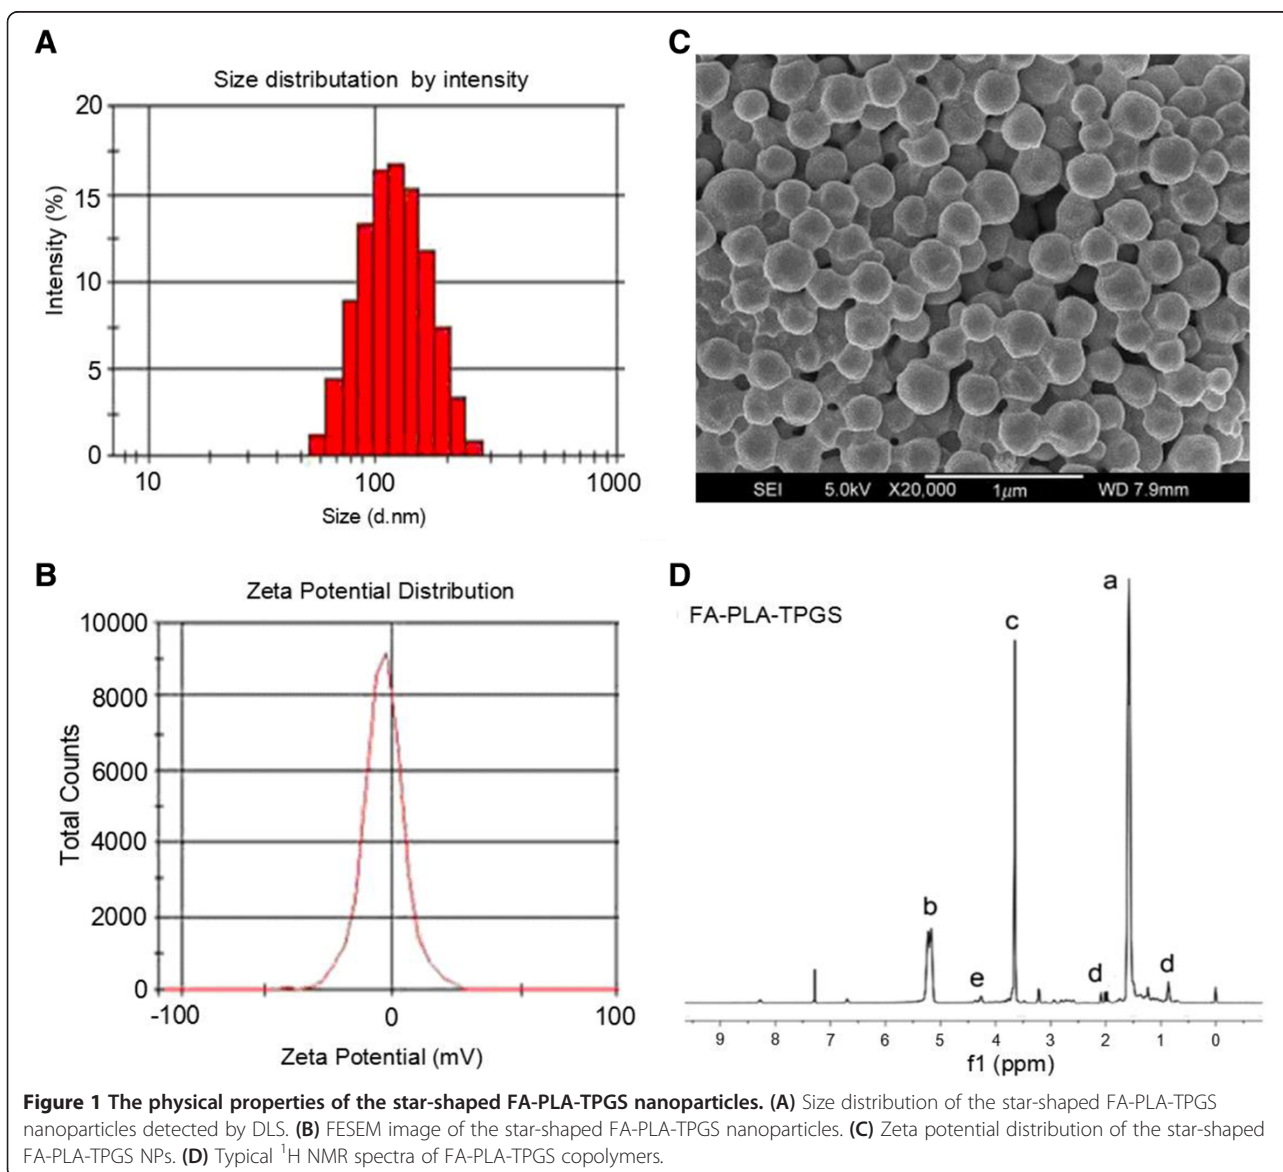 A
Size distributation by intensity
20
15
10
5
0
Intensity (%)
10 100 1000
Size (d.nm)
C
SEI 5.0kV X20,000 1μm WD 7.9mm
B
Zeta Potential Distribution
10000
8000
6000
4000
2000
0
Total Counts
-100 0 100
Zeta Potential (mV)
D
FA-PLA-TPGS
a
c
b
e
d
d
9 8 7 6 5 4 3 2 1 0
f1 (ppm)
Figure 1 The physical properties of the star-shaped FA-PLA-TPGS nanoparticles. (A) Size distribution of the star-shaped FA-PLA-TPGS
nanoparticles detected by DLS. (B) FESEM image of the star-shaped FA-PLA-TPGS nanoparticles. (C) Zeta potential distribution of the star-shaped
FA-PLA-TPGS NPs. (D) Typical ¹H NMR spectra of FA-PLA-TPGS copolymers.